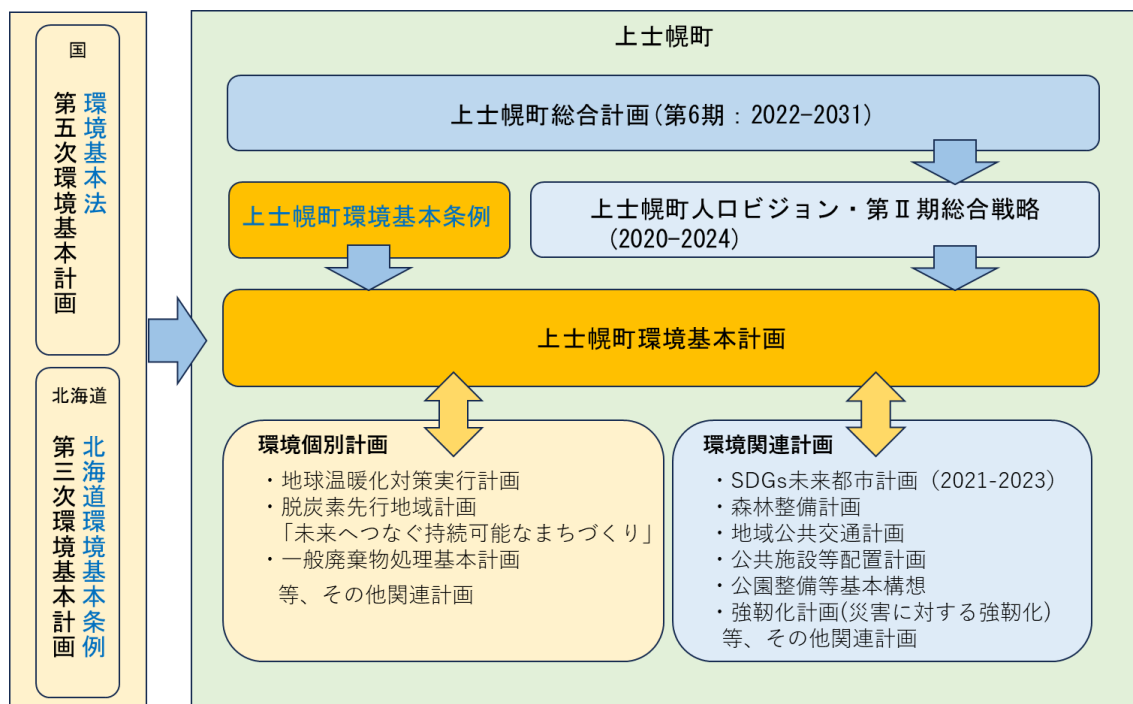 国
環境基本法
第五次環境基本計画
北海道
北海道環境基本条例
第三次環境基本計画
上士幌町
上士幌町総合計画(第6期：2022-2031)
上士幌町環境基本条例
上士幌町人口ビジョン・第Ⅱ期総合戦略
(2020-2024)
上士幌町環境基本計画
環境個別計画
・地球温暖化対策実行計画
・脱炭素先行地域計画
「未来へつなぐ持続可能なまちづくり」
・一般廃棄物処理基本計画
等、その他関連計画
環境関連計画
・SDGs未来都市計画（2021-2023）
・森林整備計画
・地域公共交通計画
・公共施設等配置計画
・公園整備等基本構想
・強靭化計画(災害に対する強靭化)
等、その他関連計画